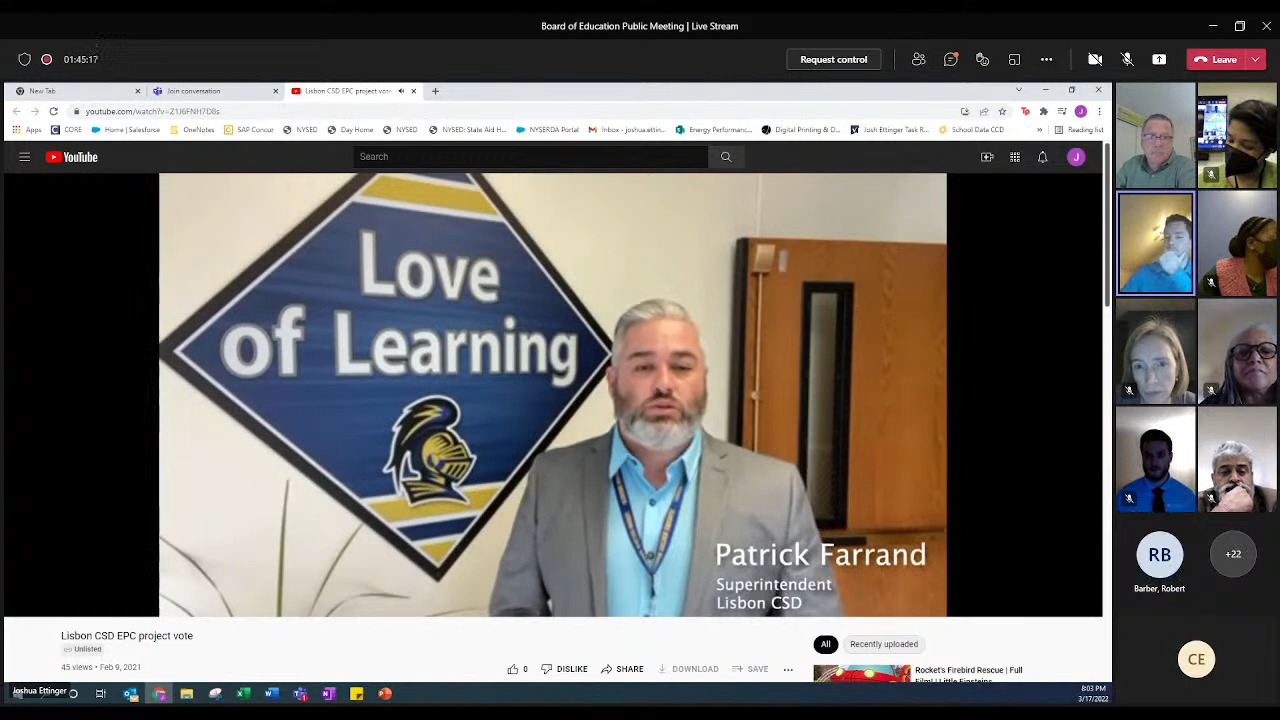 Board of Education Public Meeting | Live Stream
01:45:17
Request control
Leave
New Tab
Join conversation
Lisbon CSD EPC project vote
youtube.com/watch?v=Z1J6FNH7D8s
Apps
CORE
Home | Salesforce
OneNotes
SAP Concur
NYSED
Day Home
NYSED
NYSED: State Aid H...
NYSERDA Portal
Inbox - joshua.ettin...
Energy Performanc...
Digital Printing & D...
Josh Ettinger Task R...
School Data CCD
»
Reading list
YouTube
Search
J
Love
of Learning
Patrick Farrand
Superintendent
Lisbon CSD
RB
+22
Barber, Robert
CE
Lisbon CSD EPC project vote
Unlisted
45 views • Feb 9, 2021
0
DISLIKE
SHARE
DOWNLOAD
SAVE
All
Recently uploaded
Rocket's Firebird Rescue | Full
Film! | Little Einsteins
Joshua Ettinger
8:03 PM
3/17/2022